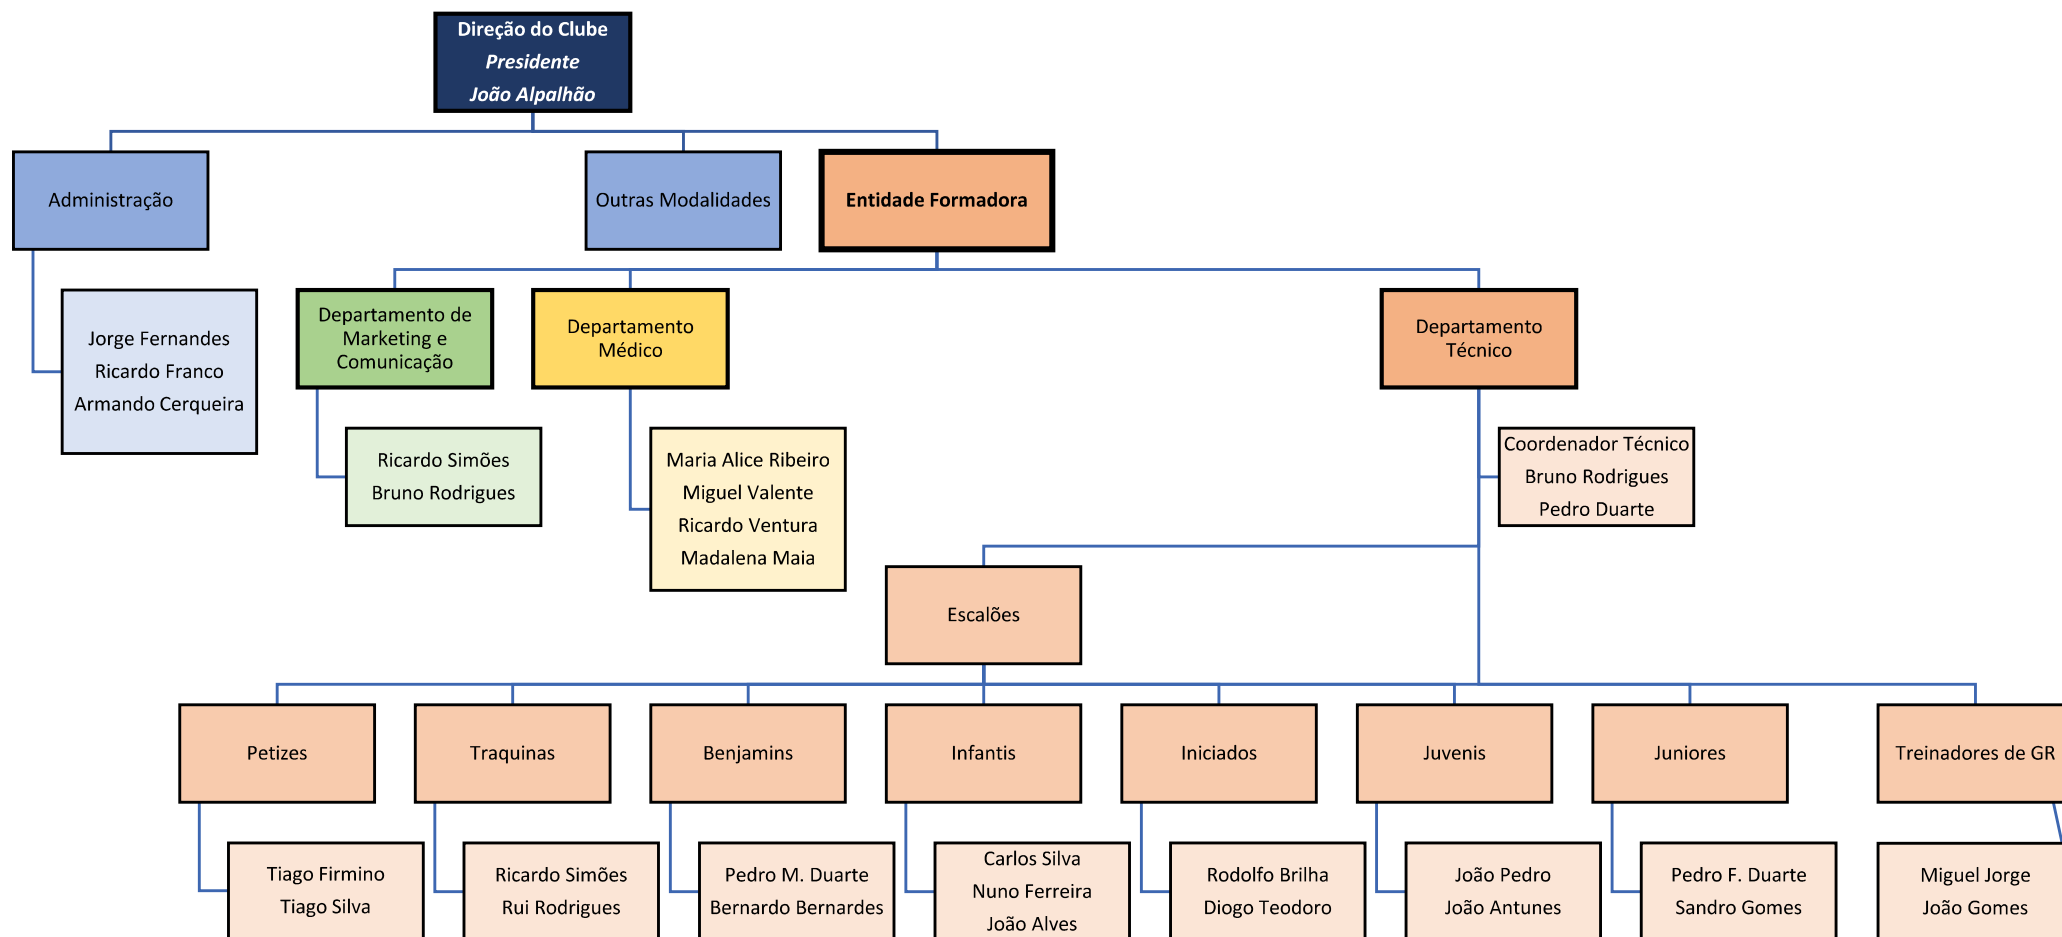 Direção do Clube
Presidente
João Alpalhão
Administração
Outras Modalidades
Entidade Formadora
Jorge Fernandes
Ricardo Franco
Armando Cerqueira
Departamento de
Marketing e
Comunicação
Departamento
Médico
Departamento
Técnico
Ricardo Simões
Bruno Rodrigues
Maria Alice Ribeiro
Miguel Valente
Ricardo Ventura
Madalena Maia
Coordenador Técnico
Bruno Rodrigues
Pedro Duarte
Escalões
Petizes
Traquinas
Benjamins
Infantis
Iniciados
Juvenis
Juniores
Treinadores de GR
Tiago Firmino
Tiago Silva
Ricardo Simões
Rui Rodrigues
Pedro M. Duarte
Bernardo Bernardes
Carlos Silva
Nuno Ferreira
João Alves
Rodolfo Brilha
Diogo Teodoro
João Pedro
João Antunes
Pedro F. Duarte
Sandro Gomes
Miguel Jorge
João Gomes